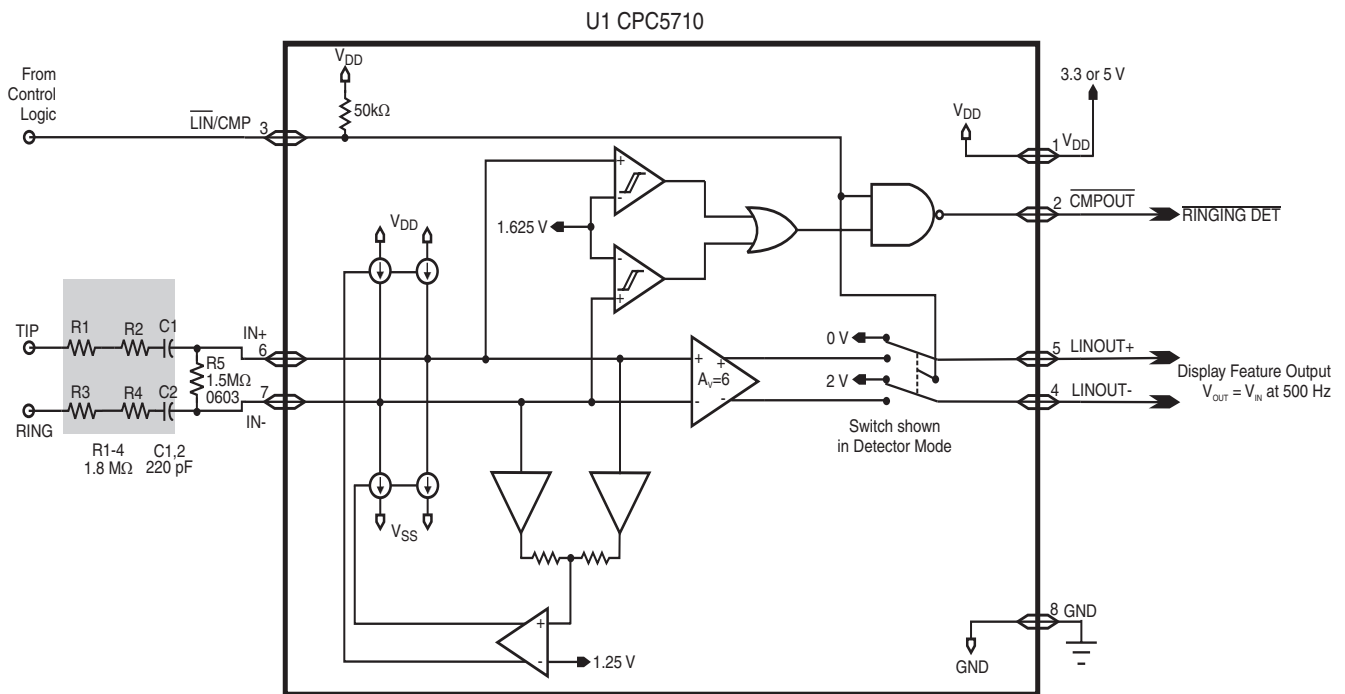 U1 CPC5710
From
Control
Logic
LIN/CMP 3
VDD
50kΩ
VDD
3.3 or 5 V
1 VDD
2 CMPOUT
RINGING DET
1.625 V
+
-
-
+
VDD
TIP
R1
R2
C1
IN+
6
R5
1.5MΩ
0603
R3
R4
C2
7
IN-
RING
R1-4
1.8 MΩ
C1,2
220 pF
+
+
AV=6
-
-
0 V
2 V
5 LINOUT+
4 LINOUT-
Display Feature Output
VOUT = VIN at 500 Hz
Switch shown
in Detector Mode
VSS
+
-
1.25 V
8 GND
GND